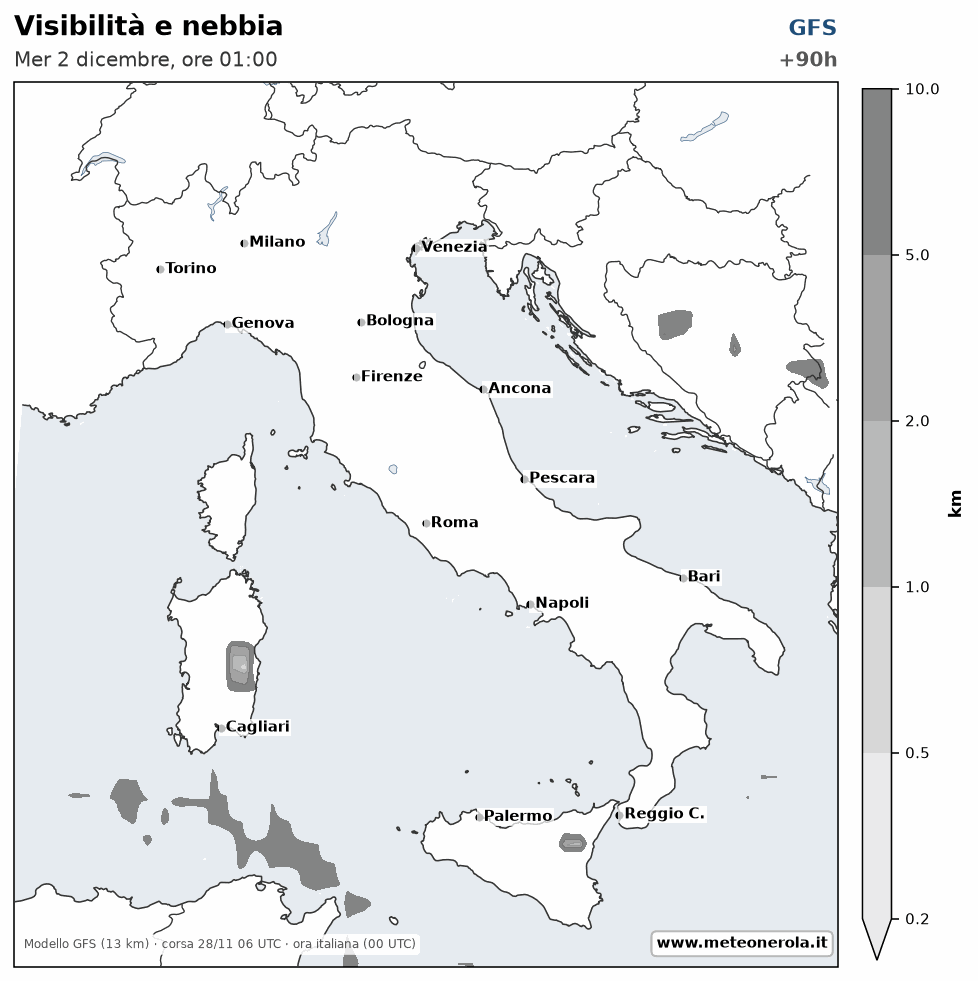 Visibilità e nebbia
GFS
Mer 2 dicembre, ore 01:00
+90h
10.0
5.0
2.0
1.0
0.5
0.2
km
Milano
Venezia
Torino
Genova
Bologna
Firenze
Ancona
Pescara
Roma
Bari
Napoli
Cagliari
Palermo
Reggio C.
Modello GFS (13 km) · corsa 28/11 06 UTC · ora italiana (00 UTC)
www.meteonerola.it